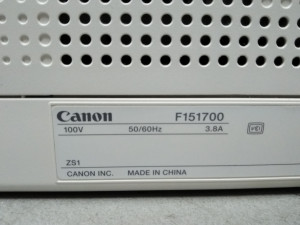 Canon F151700
100V 50/60Hz 3.8A
ZS1
CANON INC. MADE IN CHINA